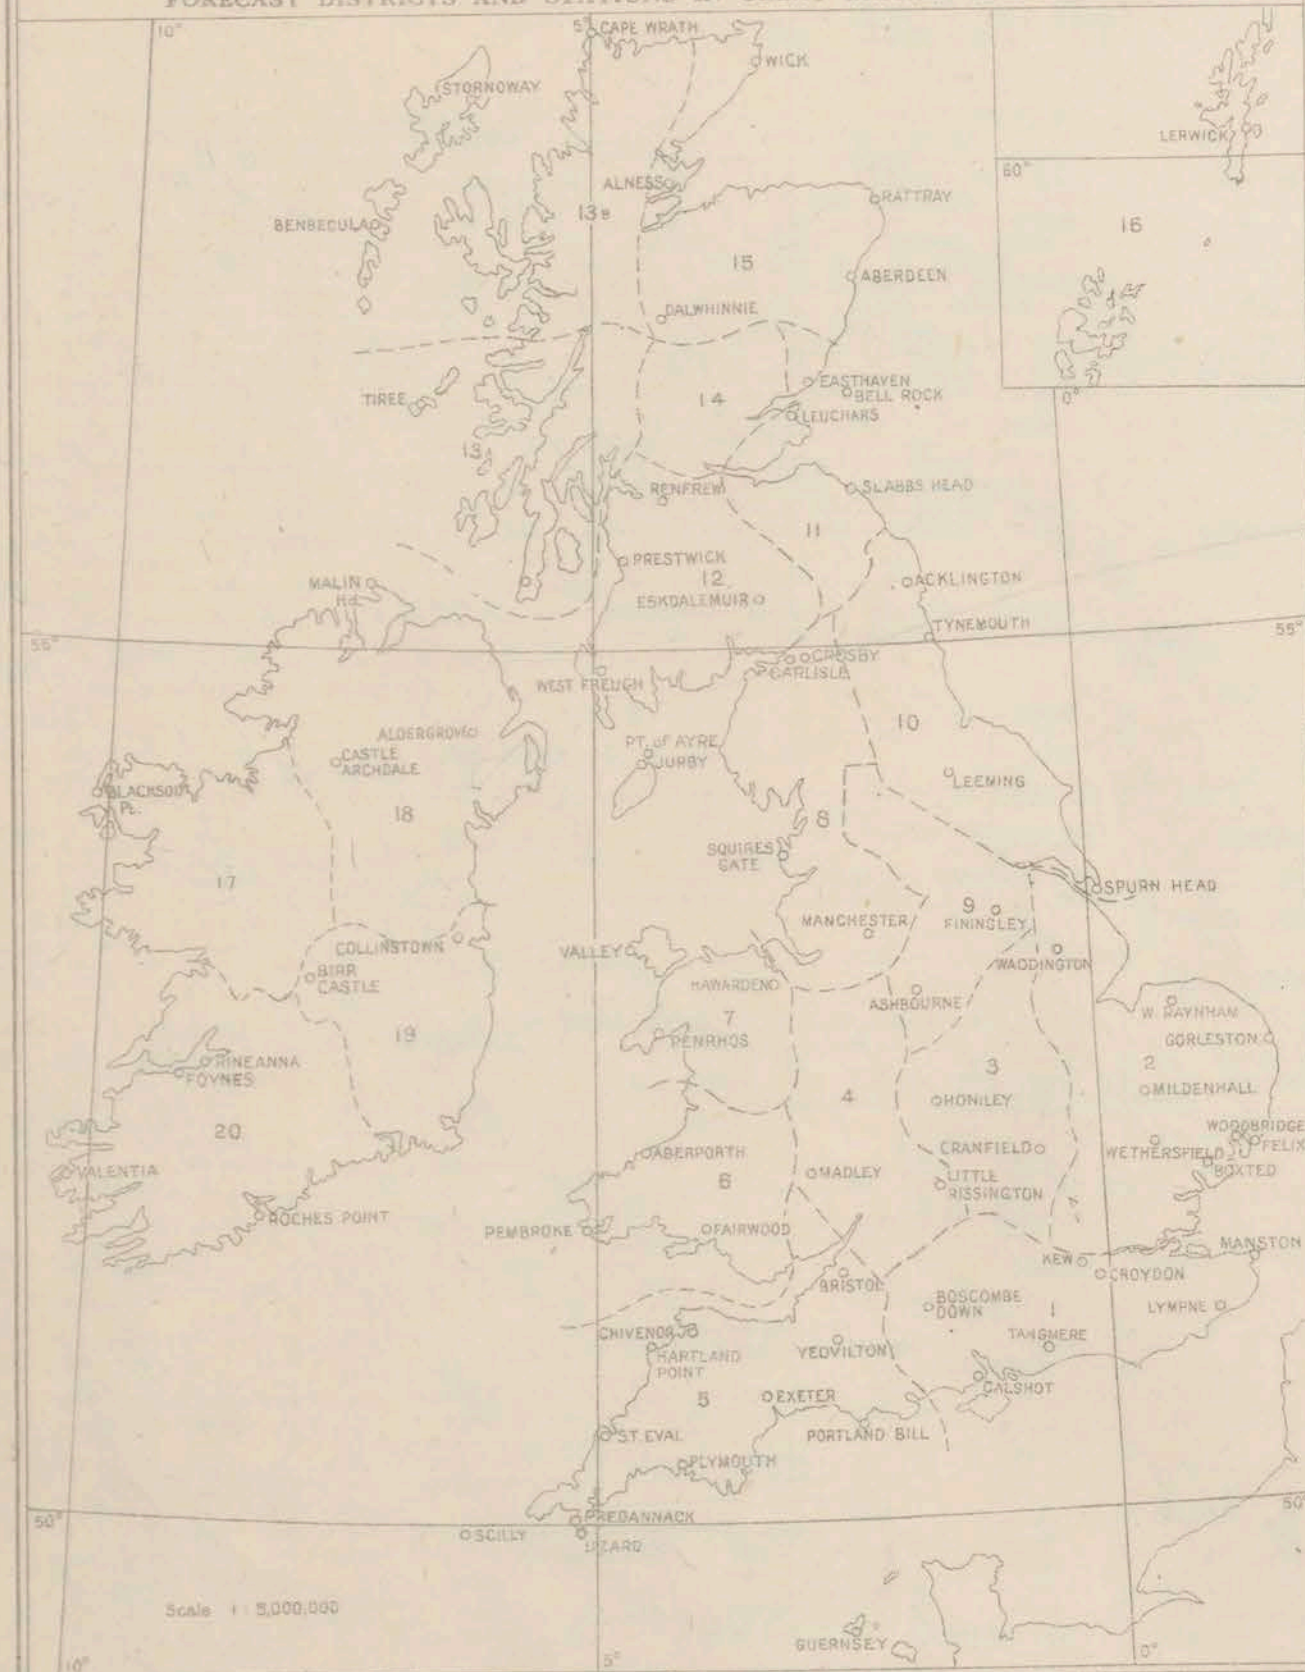 FORECAST DISTRICTS AND STATIONS IN
10°
5°
CAPE WRATH
WICK
STORNOWAY
LERWICK
60°
ALNESS
RATTRAY
BENBECULA
13B
16
15
ABERDEEN
DALWHINNIE
EASTHAVEN
BELL ROCK
TIREE
14
0°
LEUCHARS
13
RENFREW
SLABBS HEAD
11
PRESTWICK
12
MALIN
Hd.
ACKLINGTON
ESKDALEMUIR
TYNEMOUTH
55°
55°
CROSBY
CARLISLE
WEST FREUGH
10
ALDERGROVE
PT. of AYRE
CASTLE
ARCHDALE
JURBY
LEEMING
BLACKSOD
Pt.
18
8
SQUIRES
GATE
17
SPURN HEAD
9
MANCHESTER
FININGLEY
COLLINSTOWN
VALLEY
WADDINGTON
BIRR
CASTLE
HAWARDEN
ASHBOURNE
W. RAYNHAM
7
19
PENRHOS
GORLESTON
RINEANNA
FOYNES
3
2
MILDENHALL
4
HONILEY
20
WOODBRIDGE
ABERPORTH
CRANFIELD
WETHERSFIELD
FELIX
VALENTIA
MADLEY
BOXTED
6
LITTLE
RISSINGTON
ROCHES POINT
PEMBROKE
FAIRWOOD
MANSTON
KEW
CROYDON
BRISTOL
BOSCOMBE
DOWN
1
LYMPNE
CHIVENOR
TANGMERE
HARTLAND
POINT
YEOVILTON
CALSHOT
5
EXETER
ST. EVAL
PORTLAND BILL
PLYMOUTH
50°
50
PREDANNACK
SCILLY
LIZARD
Scale 1 : 5,000,000
GUERNSEY
10°
5°
0°